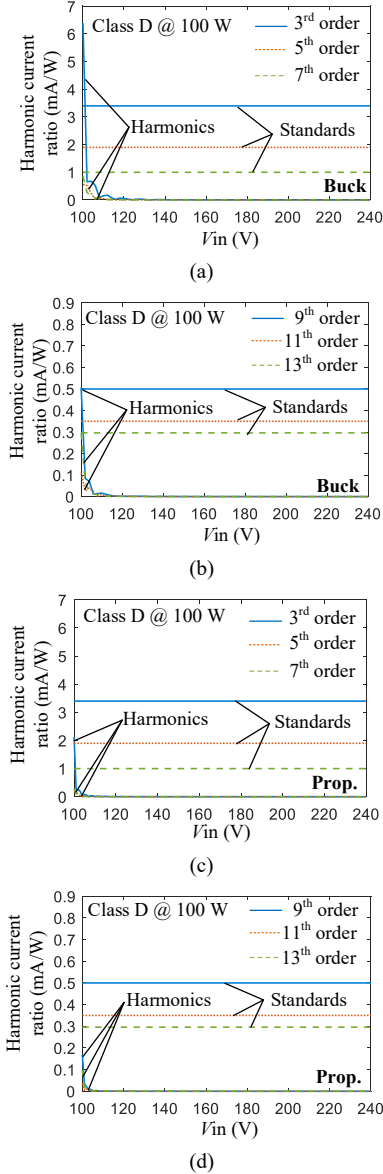 Harmonic current
ratio (mA/W)
7
6
5
4
3
2
1
0
Class D @ 100 W
3rd order
5th order
7th order
Harmonics
Standards
Buck
100 120 140 160 180 200 220 240
Vin (V)
(a)
Harmonic current
ratio (mA/W)
0.9
0.8
0.7
0.6
0.5
0.4
0.3
0.2
0.1
0
Class D @ 100 W
9th order
11th order
13th order
Harmonics
Standards
Buck
100 120 140 160 180 200 220 240
Vin (V)
(b)
Harmonic current
ratio (mA/W)
7
6
5
4
3
2
1
0
Class D @ 100 W
3rd order
5th order
7th order
Harmonics
Standards
Prop.
100 120 140 160 180 200 220 240
Vin (V)
(c)
Harmonic current
ratio (mA/W)
0.9
0.8
0.7
0.6
0.5
0.4
0.3
0.2
0.1
0
Class D @ 100 W
9th order
11th order
13th order
Harmonics
Standards
Prop.
100 120 140 160 180 200 220 240
Vin (V)
(d)